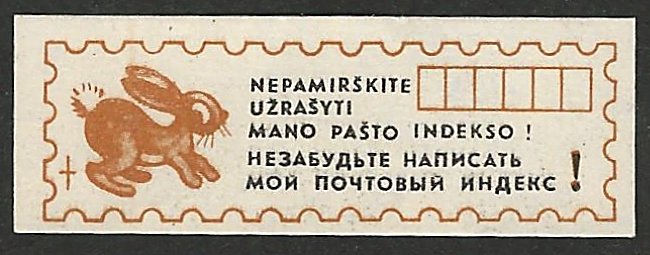 NEPAMIRŠKITE
UŽRAŠYTI
MANO PAŠTO INDEKSO !
НЕЗАБУДЬТЕ НАПИСАТЬ
МОЙ ПОЧТОВЫЙ ИНДЕКС !